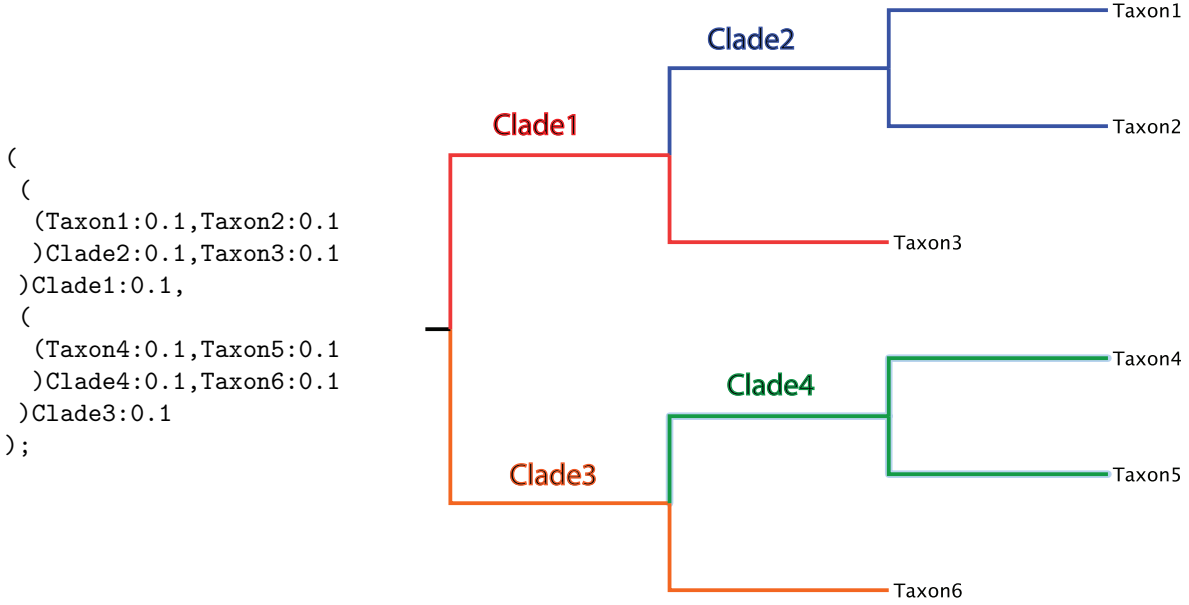 (
(
(Taxon1:0.1,Taxon2:0.1
)Clade2:0.1,Taxon3:0.1
)Clade1:0.1,
(
(Taxon4:0.1,Taxon5:0.1
)Clade4:0.1,Taxon6:0.1
)Clade3:0.1
);
Taxon1
Clade2
Clade1
Taxon2
Taxon3
Taxon4
Clade4
Clade3
Taxon5
Taxon6